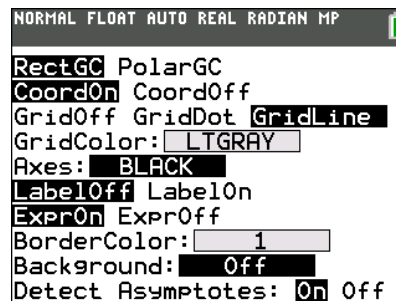 NORMAL FLOAT AUTO REAL RADIAN MP
RectGC PolarGC
CoordOn CoordOff
GridOff GridDot GridLine
GridColor: LTGRAY
Axes: BLACK
LabelOff LabelOn
ExprOn ExprOff
BorderColor: 1
Background: Off
Detect Asymptotes: On Off